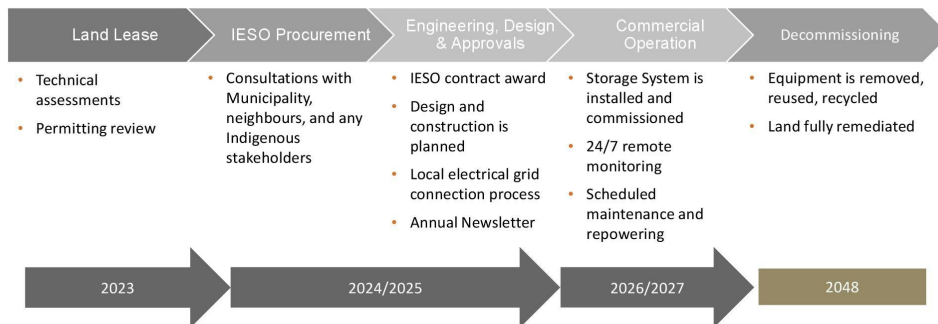 Land Lease
IESO Procurement
Engineering, Design
& Approvals
Commercial
Operation
Decommissioning
• Technical
assessments
• Permitting review
• Consultations with
Municipality,
neighbours, and any
Indigenous
stakeholders
• IESO contract award
• Design and
construction is
planned
• Local electrical grid
connection process
• Annual Newsletter
• Storage System is
installed and
commissioned
• 24/7 remote
monitoring
• Scheduled
maintenance and
repowering
• Equipment is removed,
reused, recycled
• Land fully remediated
2023
2024/2025
2026/2027
2048